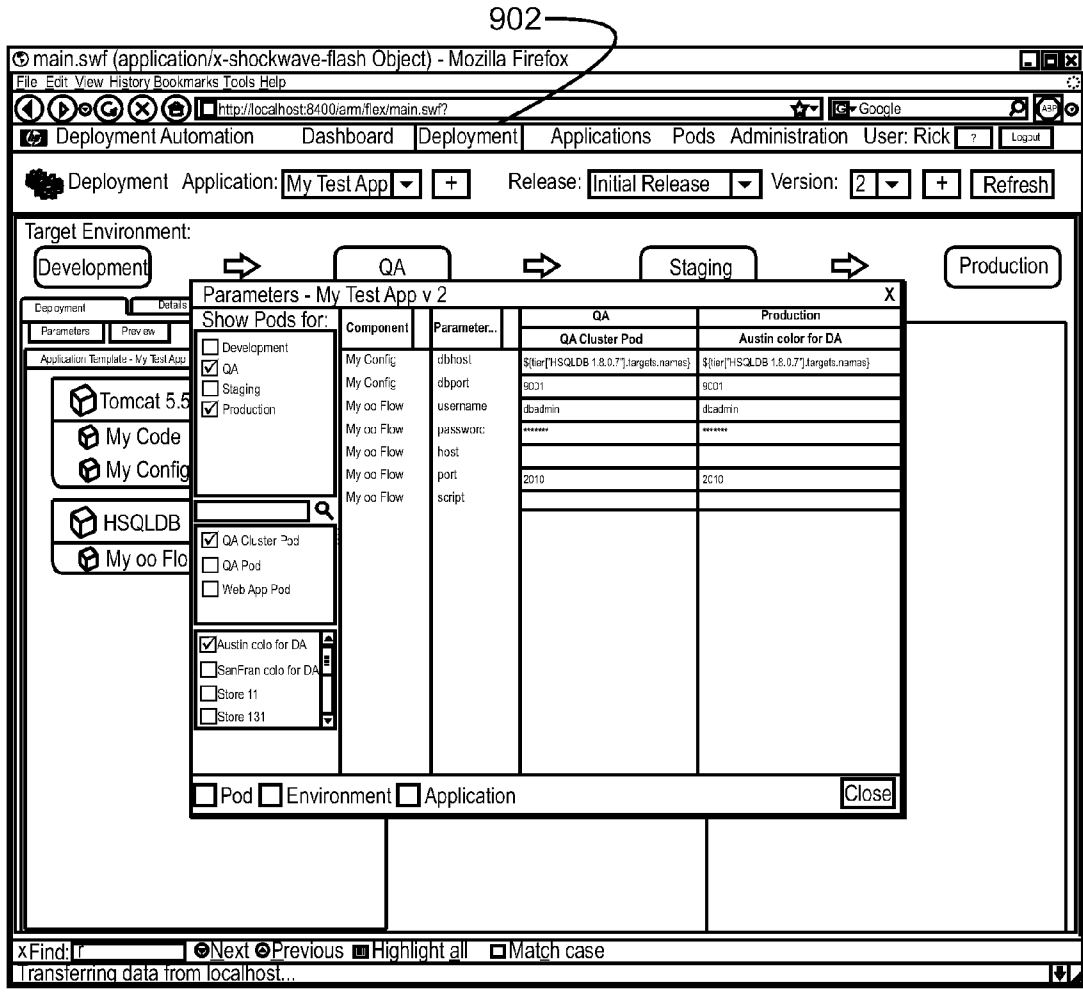 902
main.swf (application/x-shockwave-flash Object) - Mozilla Firefox
File Edit View History Bookmarks Tools Help
http://localhost:8400/arm/flex/main.swf? G Google ABP
hp Deployment Automation Dashboard Deployment Applications Pods Administration User: Rick ? Logout
Deployment Application: My Test App + Release: Initial Release Version: 2 + Refresh
Target Environment:
Development QA Staging Production
Deployment Details
Parameters Preview
Application Template - My Test App
Tomcat 5.5
My Code
My Config
HSQLDB
My oo Flo
Parameters - My Test App v 2 X
Show Pods for:
Development
QA
Staging
Production
QA Cluster Pod
QA Pod
Web App Pod
Austin colo for DA
SanFran colo for DA
Store 11
Store 131
Component Parameter... QA Production
QA Cluster Pod Austin color for DA
My Config dbhost ${tier["HSQLDB 1.8.0.7"].targets.names} ${tier["HSQLDB 1.8.0.7"].targets.names}
My Config dbport 9001 9001
My oo Flow username dbadmin dbadmin
My oo Flow password ******* *******
My oo Flow host
My oo Flow port 2010 2010
My oo Flow script
Pod Environment Application Close
x Find: r Next Previous Highlight all Match case
Transferring data from localhost...